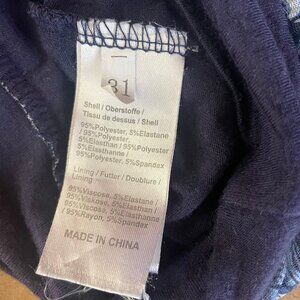 31
Shell / Oberstoffe /
Tissu de dessus / Shell
95%Polyester, 5%Elastane
/ 95%Polyester,
5%Elasthan / 95%Polyester
5%Elasthanne /
95%Polyester, 5%Spandex
Lining / Futter / Doublure /
Lining
95%Viscose, 5%Elastane / 
95%Viskose, 5%Elasthan /
95%Viscose, 5%Elasthanne
/ 95%Rayon, 5%Spandex
MADE IN CHINA